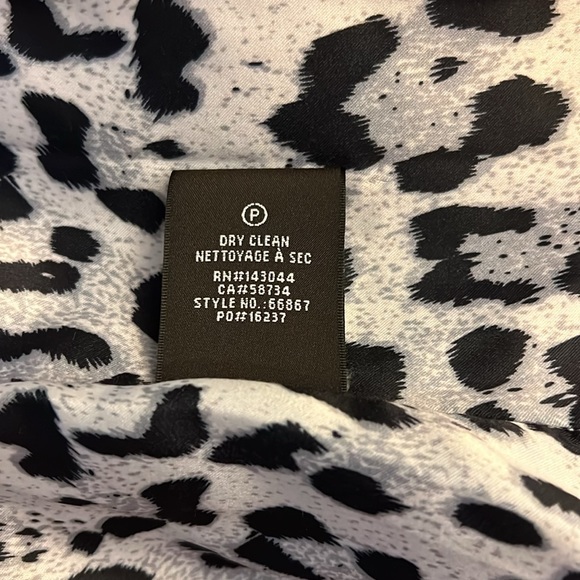 P
DRY CLEAN
NETTOYAGE À SEC
RN#143044
CA#58734
STYLE NO.:66867
PO#16237